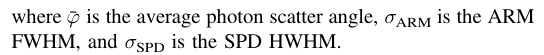 where φ̄ is the average photon scatter angle, σ_ARM is the ARM
FWHM, and σ_SPD is the SPD HWHM.